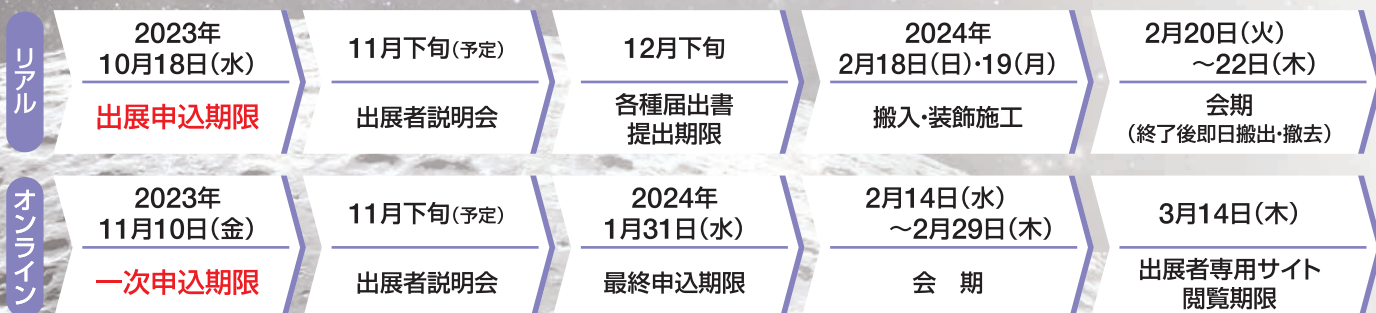 リアル
2023年
10月18日（水）
出展申込期限
11月下旬（予定）
出展者説明会
12月下旬
各種届出書
提出期限
2024年
2月18日（日）・19（月）
搬入・装飾施工
2月20日（火）
～22日（木）
会期
（終了後即日搬出・撤去）
オンライン
2023年
11月10日（金）
一次申込期限
11月下旬（予定）
出展者説明会
2024年
1月31日（水）
最終申込期限
2月14日（水）
～2月29日（木）
会　期
3月14日（木）
出展者専用サイト
閲覧期限